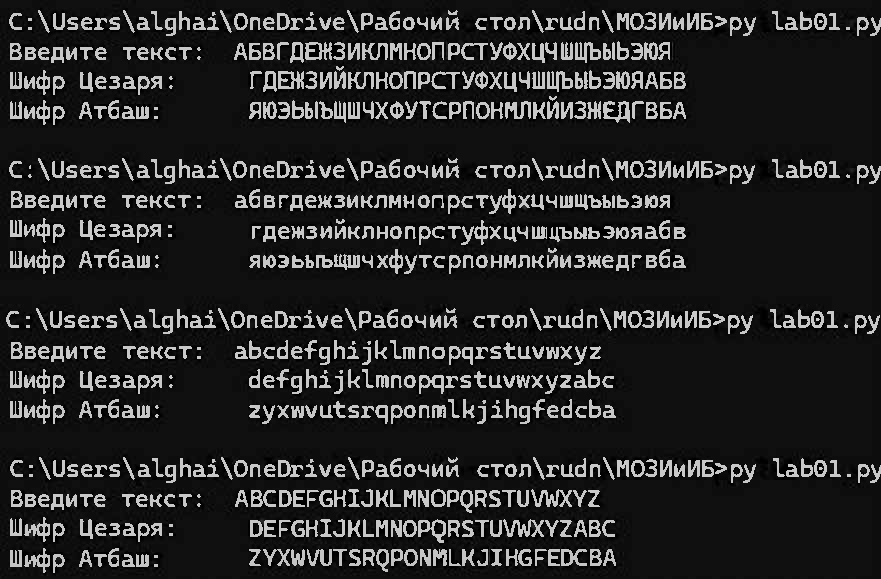 C:\Users\alghai\OneDrive\Рабочий стол\rudn\МОЗИиИБ>py lab01.py
Введите текст: АБВГДЕЖЗИКЛМНОПРСТУФХЦЧШЩЪЫЬЭЮЯ
Шифр Цезаря: ГДЕЖЗИЙКЛНОПРСТУФХЦЧШЩЪЫЬЭЮЯАБВ
Шифр Атбаш: ЯЮЭЬЫЪЩШЧХФУТСРПОНМЛКЙИЗЖЕДГВБА
C:\Users\alghai\OneDrive\Рабочий стол\rudn\МОЗИиИБ>py lab01.py
Введите текст: абвгдежзиклмнопрстуфхцчшщъыьэюя
Шифр Цезаря: гдежзийклнопрстуфхцчшщъыьэюяабв
Шифр Атбаш: яюэьыъщшчхфутсрпонмлкйизжедгвба
C:\Users\alghai\OneDrive\Рабочий стол\rudn\МОЗИиИБ>py lab01.py
Введите текст: abcdefghijklmnopqrstuvwxyz
Шифр Цезаря: defghijklmnopqrstuvwxyzabc
Шифр Атбаш: zyxwvutsrqponmlkjihgfedcba
C:\Users\alghai\OneDrive\Рабочий стол\rudn\МОЗИиИБ>py lab01.py
Введите текст: ABCDEFGHIJKLMNOPQRSTUVWXYZ
Шифр Цезаря: DEFGHIJKLMNOPQRSTUVWXYZABC
Шифр Атбаш: ZYXWVUTSRQPONMLKJIHGFEDCBA